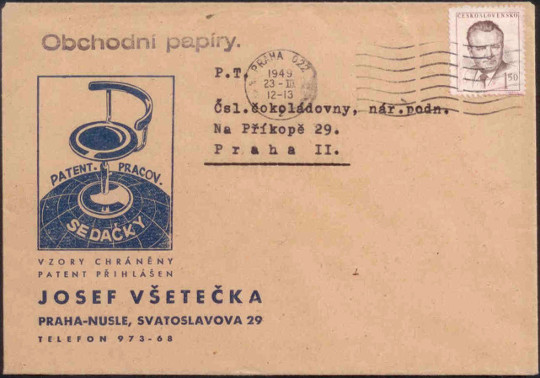 Obchodní papíry.
PRAHA 022
1949
23-III
12-13
ČESKOSLOVENSKO
1.50
P.T.
Čsl.čokoládovny, nár.podn.
Na Příkopě 29.
Praha II.
PATENT. PRACOV.
SEDAČKY
VZORY CHRÁNĚNY
PATENT PŘIHLÁŠEN
JOSEF VŠETEČKA
PRAHA-NUSLE, SVATOSLAVOVA 29
TELEFON 973-68